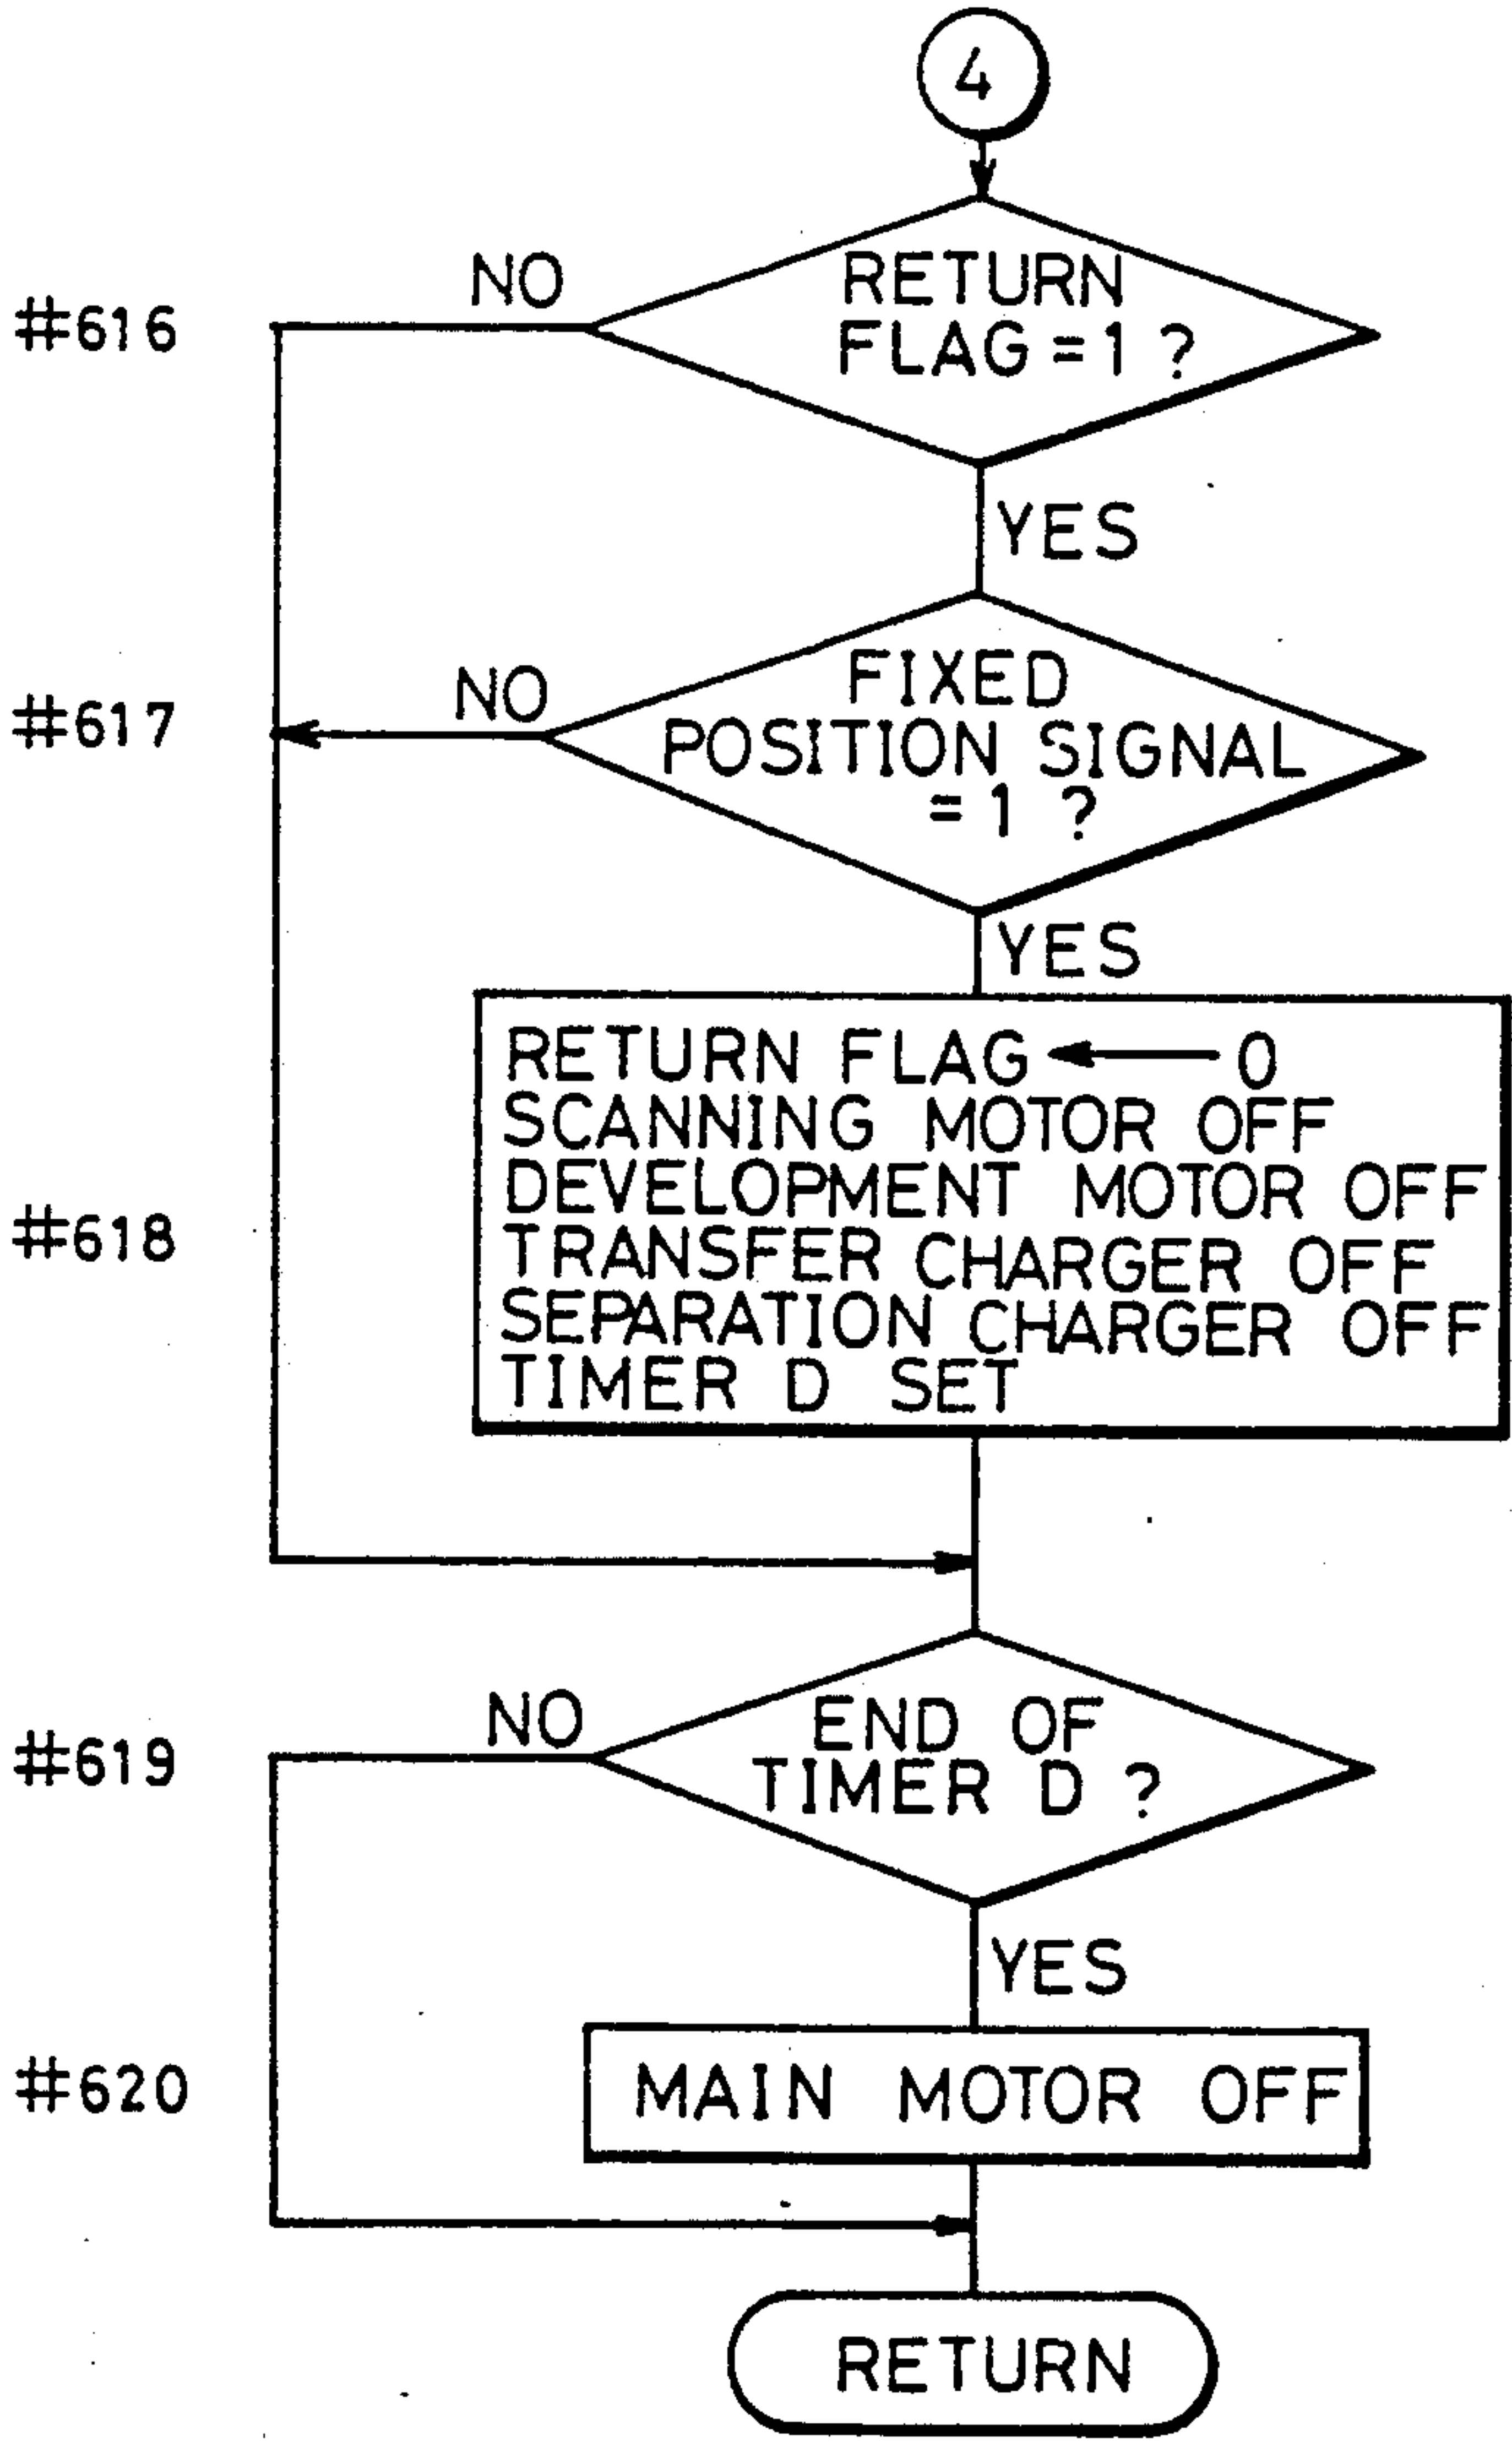 4
#616
NO
RETURN
FLAG=1 ?
YES
#617
NO
FIXED
POSITION SIGNAL
=1 ?
YES
#618
RETURN FLAG ← 0
SCANNING MOTOR OFF
DEVELOPMENT MOTOR OFF
TRANSFER CHARGER OFF
SEPARATION CHARGER OFF
TIMER D SET
#619
NO
END OF
TIMER D ?
YES
#620
MAIN MOTOR OFF
RETURN